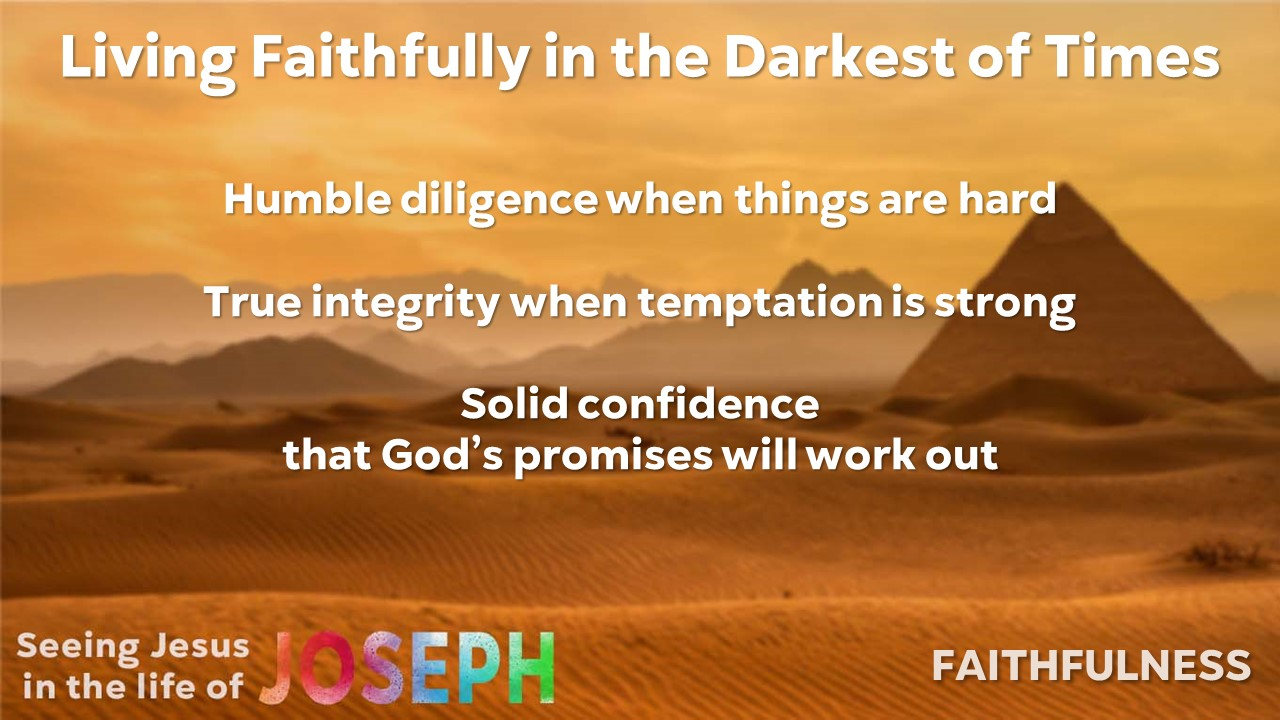 Living Faithfully in the Darkest of Times
Humble diligence when things are hard
True integrity when temptation is strong
Solid confidence
that God's promises will work out
Seeing Jesus
in the life of JOSEPH
FAITHFULNESS